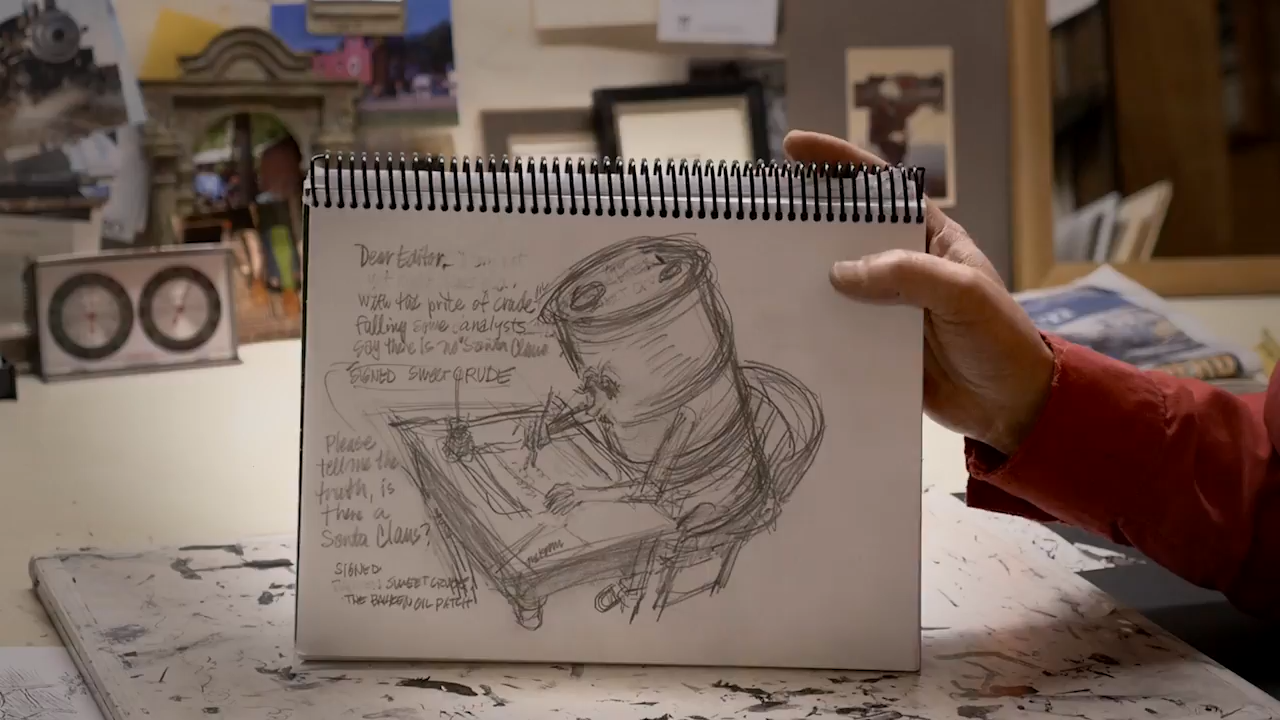 Dear Editor,
with the price of crude
falling some analysts
say there is no Santa Claus
SIGNED SWEET CRUDE
Please
tell me the
truth, is
there a
Santa Claus?
SIGNED
SWEET CRUDE
THE BAKKEN OIL PATCH